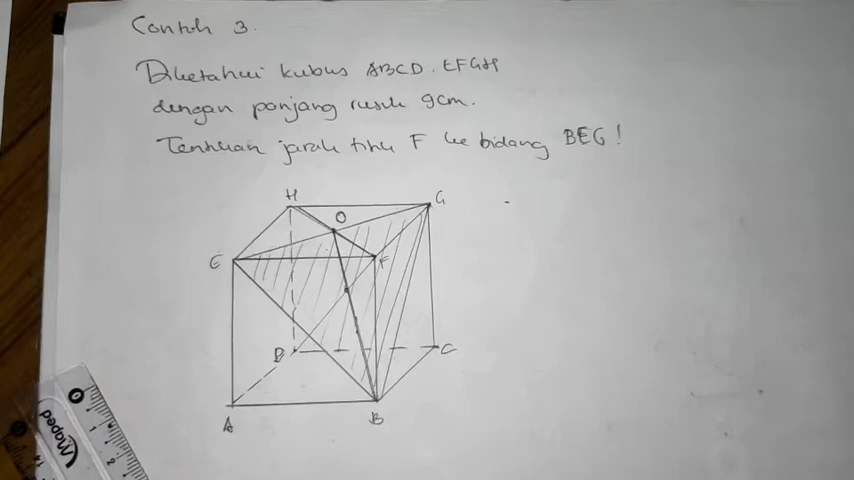 Contoh 3.
Diketahui kubus ABCD.EFGH
dengan panjang rusuk 9cm.
Tentukan jarak titik F ke bidang BEG!
H
G
O
E
F
D
C
A
B
0
1
2
Maped
14